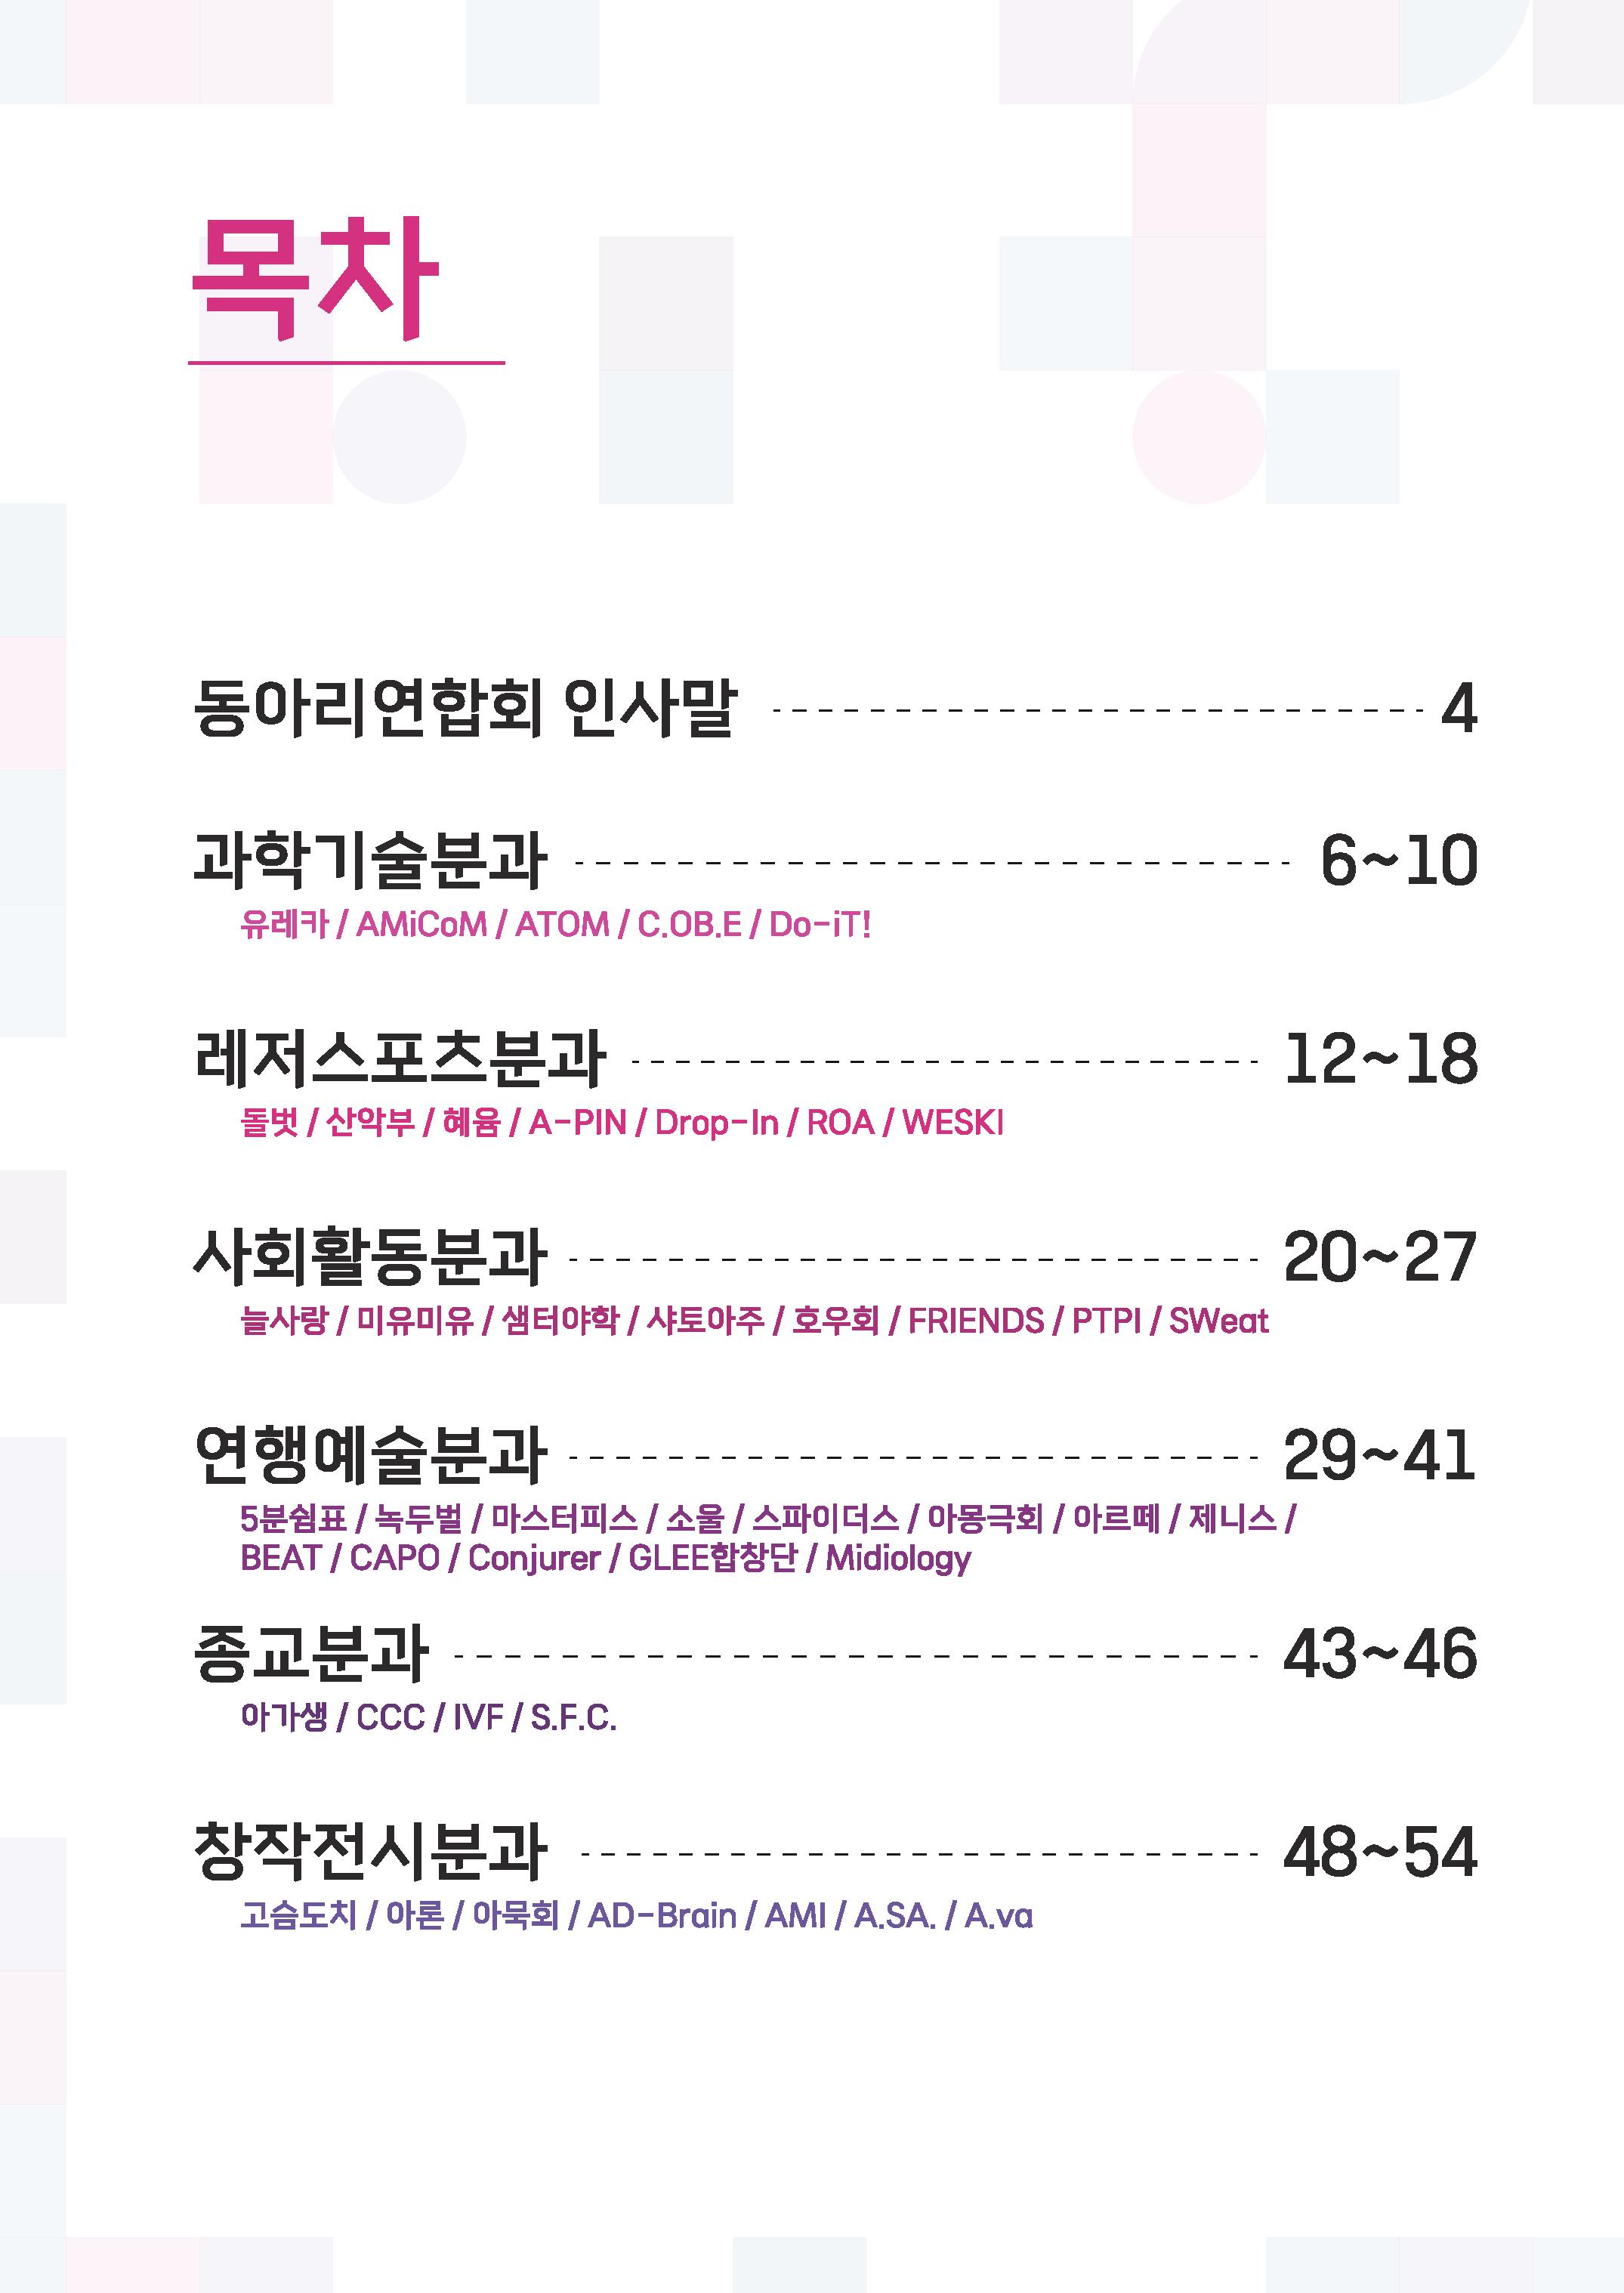 목차
동아리연합회 인사말 4
과학기술분과 6~10
유레카 / AMiCoM / ATOM / C.OB.E / Do-iT!
레저스포츠분과 12~18
돌벗 / 산악부 / 혜윰 / A-PIN / Drop-In / ROA / WESKI
사회활동분과 20~27
늘사랑 / 미유미유 / 샘터야학 / 샤토아주 / 호우회 / FRIENDS / PTPI / SWeat
연행예술분과 29~41
5분쉼표 / 녹두벌 / 마스터피스 / 소울 / 스파이더스 / 아몽극회 / 아르떼 / 제니스 /
BEAT / CAPO / Conjurer / GLEE합창단 / Midiology
종교분과 43~46
아가생 / CCC / IVF / S.F.C.
창작전시분과 48~54
고슴도치 / 아론 / 아묵회 / AD-Brain / AMI / A.SA. / A.va